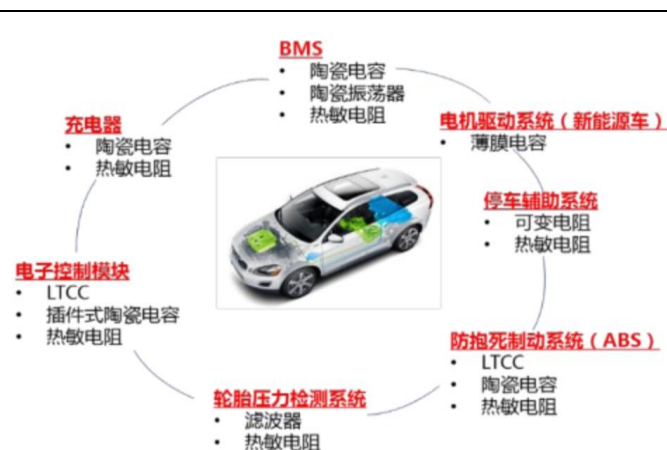 BMS
• 陶瓷电容
• 陶瓷振荡器
• 热敏电阻
电机驱动系统（新能源车）
• 薄膜电容
停车辅助系统
• 可变电阻
• 热敏电阻
防抱死制动系统（ABS）
• LTCC
• 陶瓷电容
• 热敏电阻
轮胎压力检测系统
• 滤波器
• 热敏电阻
电子控制模块
• LTCC
• 插件式陶瓷电容
• 热敏电阻
充电器
• 陶瓷电容
• 热敏电阻